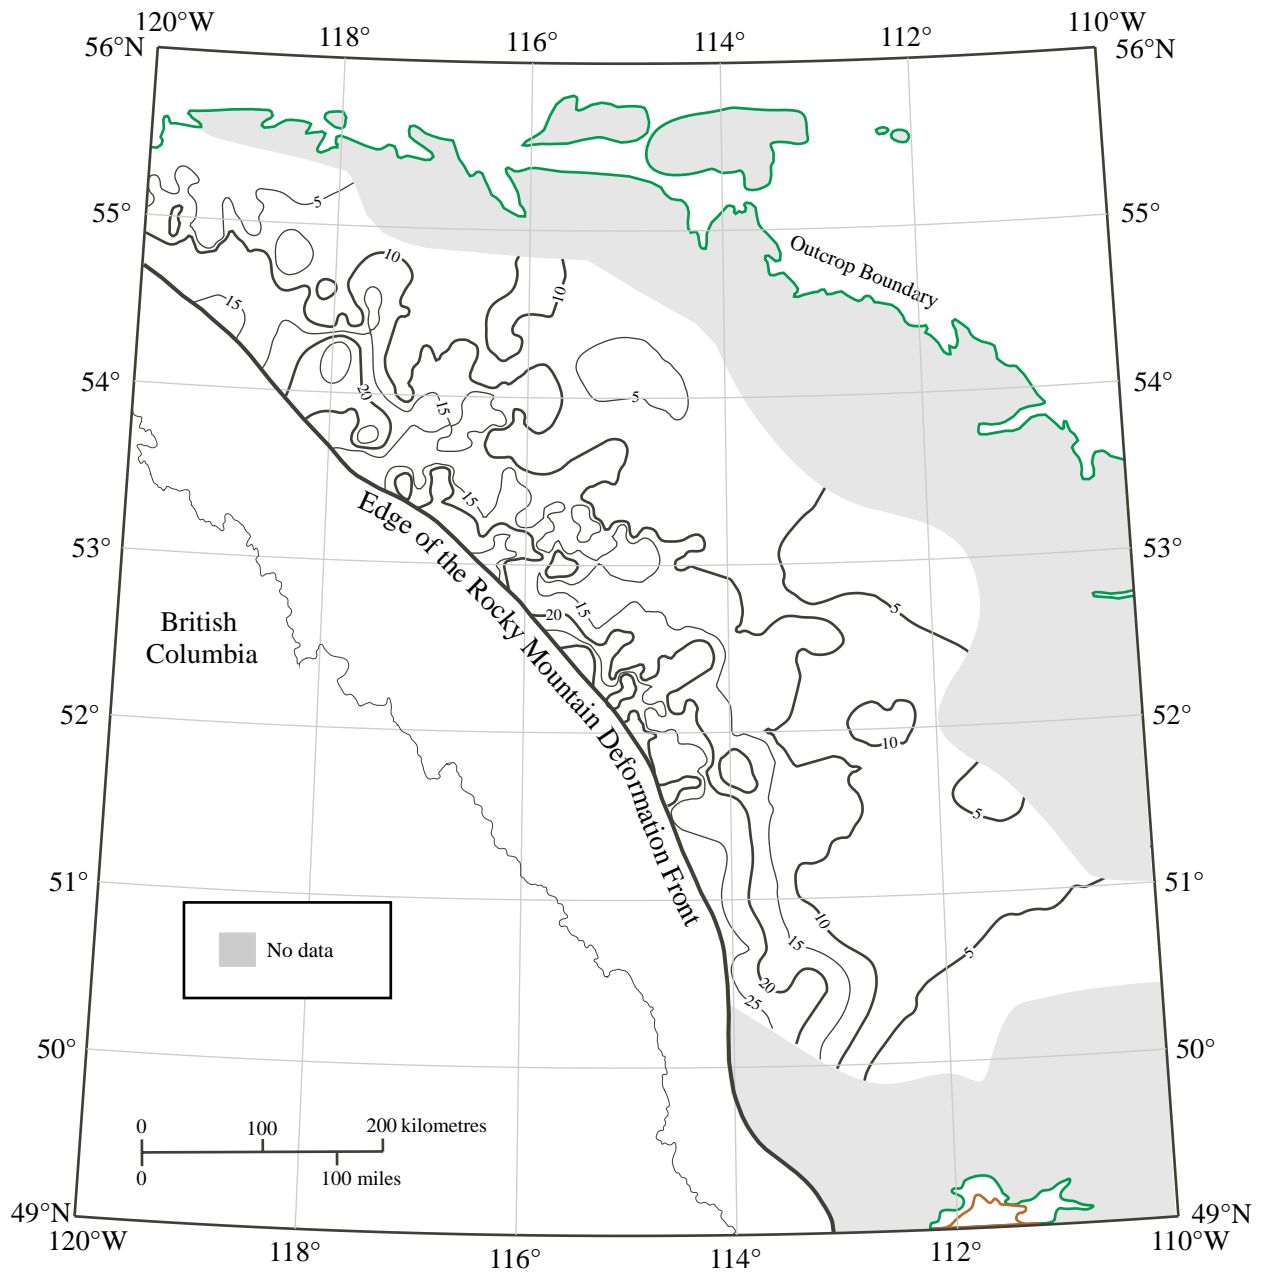 120°W
118°
116°
114°
112°
110°W
56°N
56°N
55°
55°
54°
54°
53°
53°
52°
52°
51°
51°
50°
50°
49°N
49°N
120°W
118°
116°
114°
112°
110°W
5
10
10
15
Outcrop Boundary
20
15
5
15
Edge of the Rocky Mountain Deformation Front
15
20
5
British
Columbia
10
5
10
15
5
20
25
No data
0
100
200 kilometres
0
100 miles